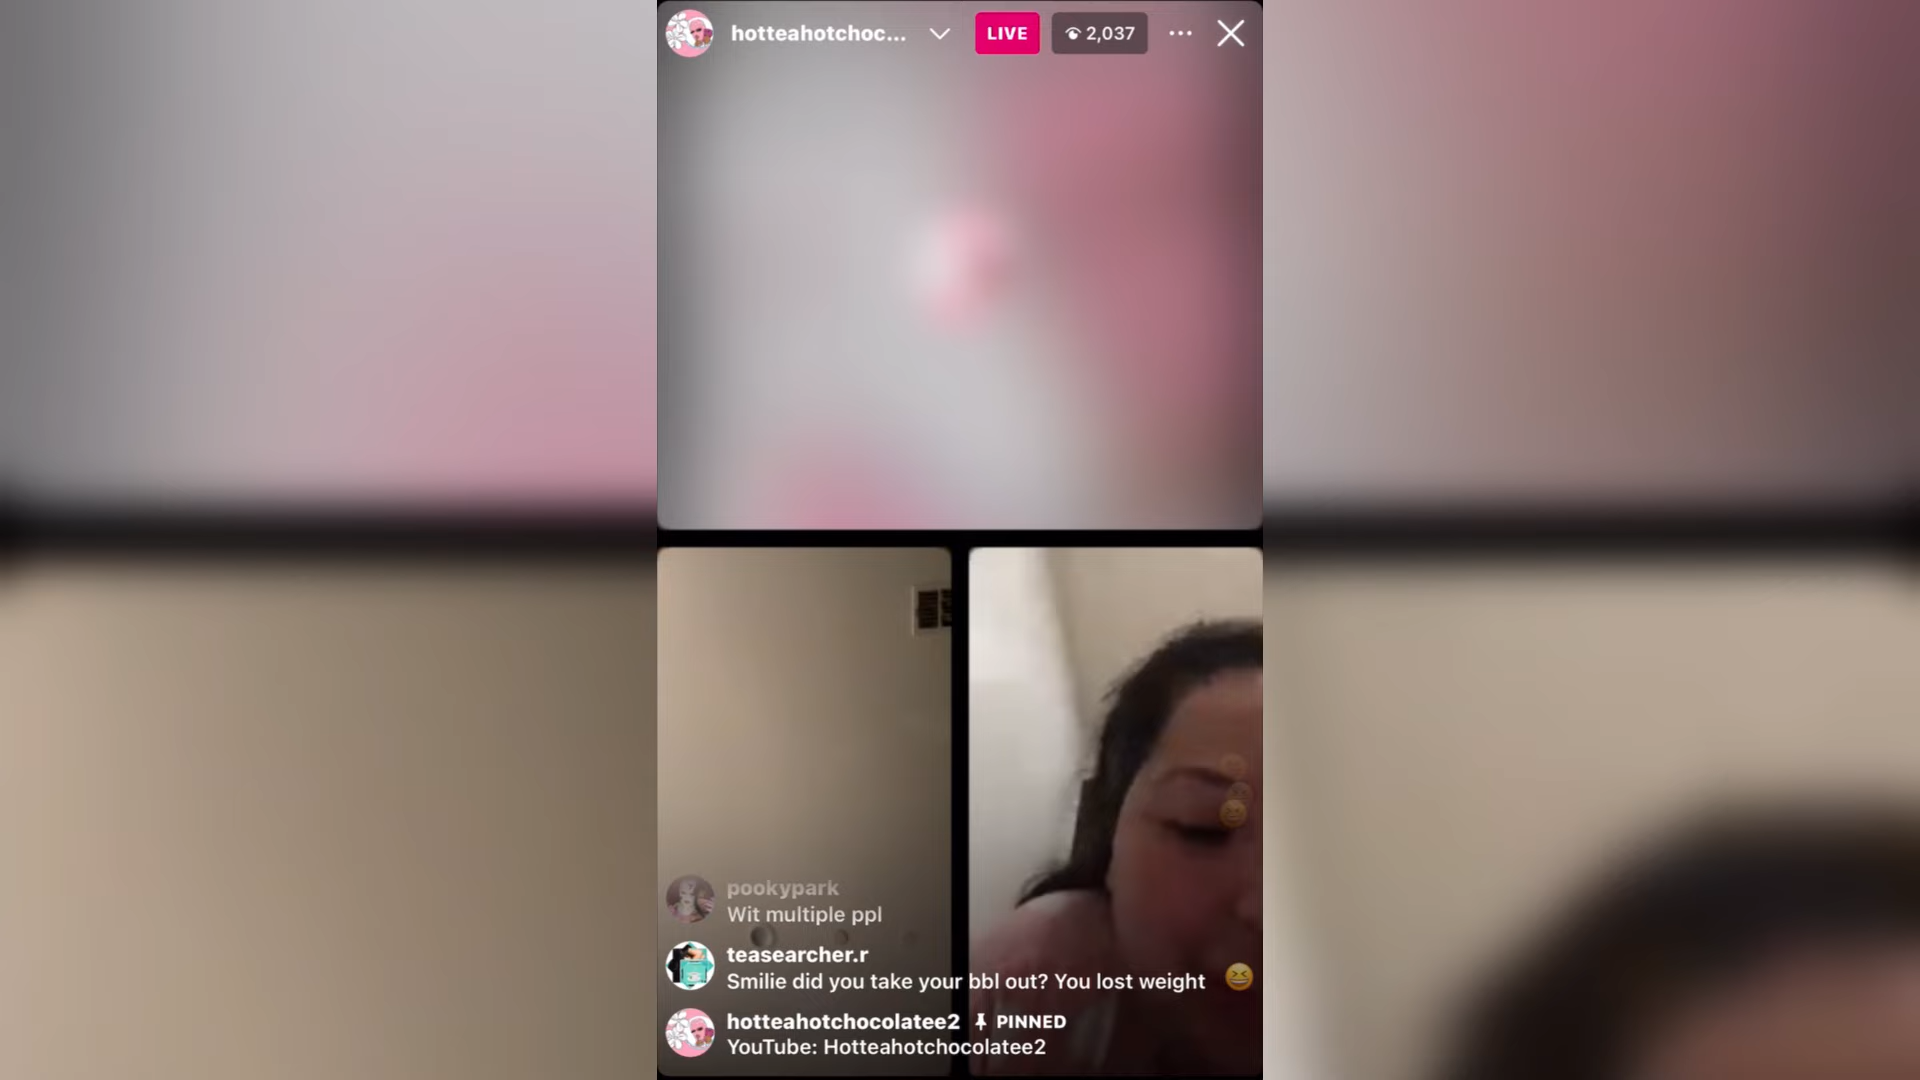 hotteahotchoc...
LIVE
2,037
pookypark
Wit multiple ppl
teasearcher.r
Smilie did you take your bbl out? You lost weight
hotteahotchocolatee2 PINNED
YouTube: Hotteahotchocolatee2